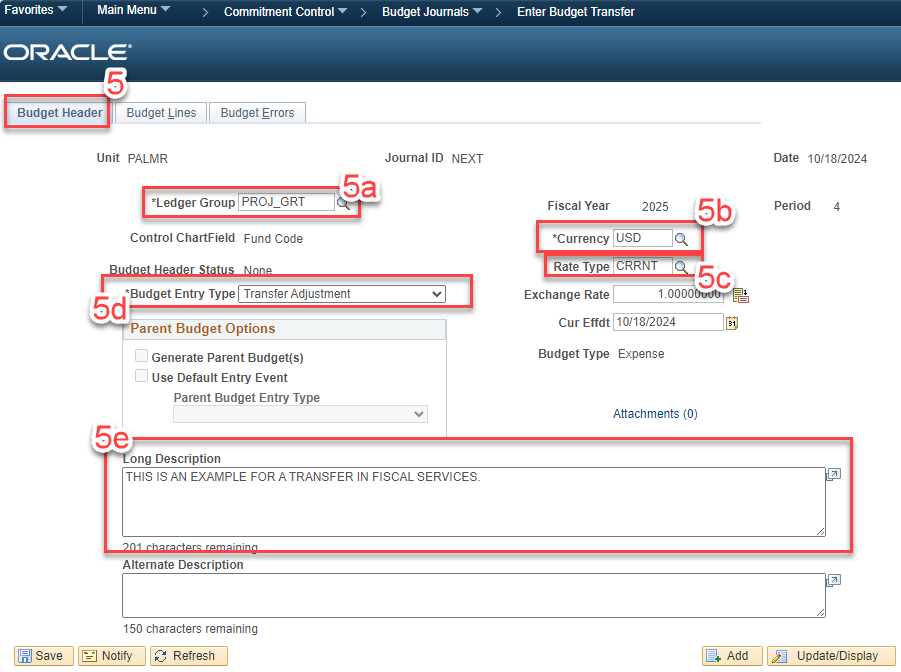 Favorites Main Menu > Commitment Control > Budget Journals > Enter Budget Transfer
ORACLE®
5
Budget Header Budget Lines Budget Errors
Unit PALMR Journal ID NEXT Date 10/18/2024
5a
*Ledger Group PROJ_GRT Fiscal Year 2025 Period 4
5b
Control ChartField Fund Code *Currency USD
Budget Header Status None Rate Type CRRNT
5c
*Budget Entry Type Transfer Adjustment Exchange Rate 1.00000000
5d
Cur Effdt 10/18/2024 31
Parent Budget Options
Generate Parent Budget(s) Budget Type Expense
Use Default Entry Event
Parent Budget Entry Type
Attachments (0)
5e
Long Description
THIS IS AN EXAMPLE FOR A TRANSFER IN FISCAL SERVICES.
201 characters remaining
Alternate Description
150 characters remaining
Save Notify Refresh Add Update/Display